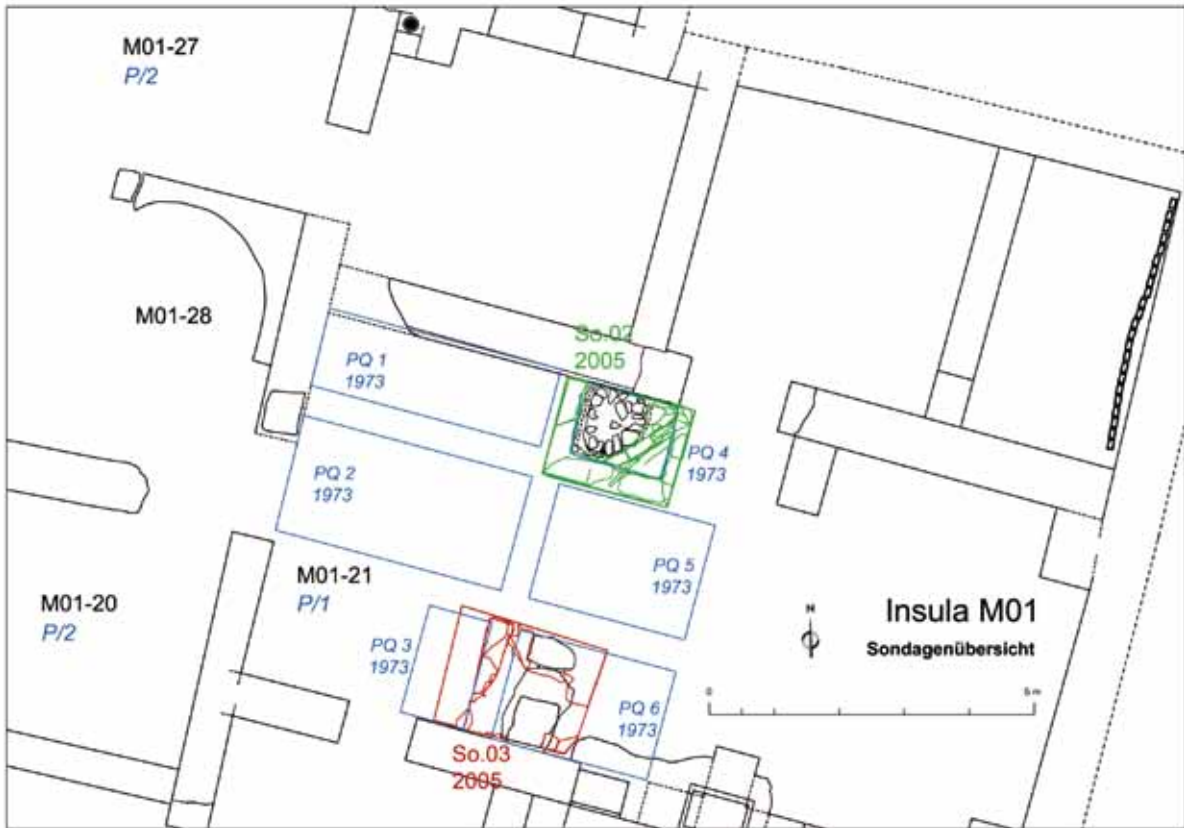 M01-27
P/2
M01-28
So.02
2005
PQ 1
1973
PQ 4
1973
PQ 2
1973
PQ 5
1973
M01-21
P/1
M01-20
P/2
PQ 3
1973
PQ 6
1973
So.03
2005
N
Insula M01
Sondagenübersicht
0
5 m